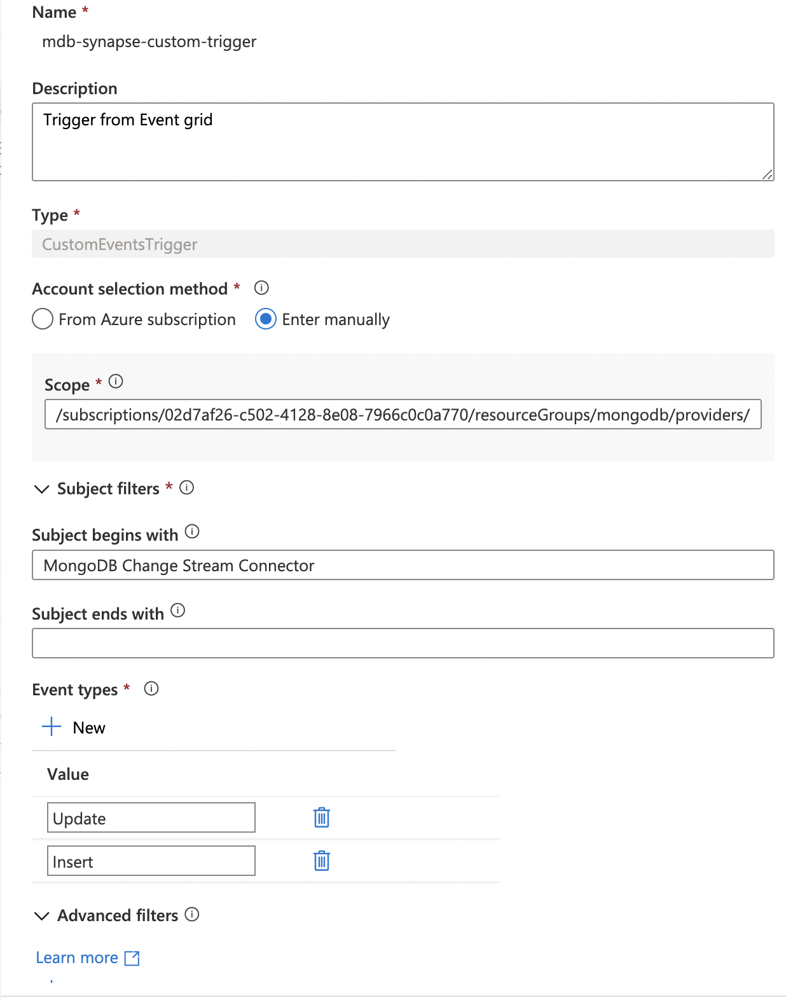 Name *
mdb-synapse-custom-trigger
Description
Trigger from Event grid
Type *
CustomEventsTrigger
Account selection method *
From Azure subscription Enter manually
Scope *
/subscriptions/02d7af26-c502-4128-8e08-7966c0c0a770/resourceGroups/mongodb/providers/
Subject filters *
Subject begins with
MongoDB Change Stream Connector
Subject ends with
Event types *
New
Value
Update
Insert
Advanced filters
Learn more